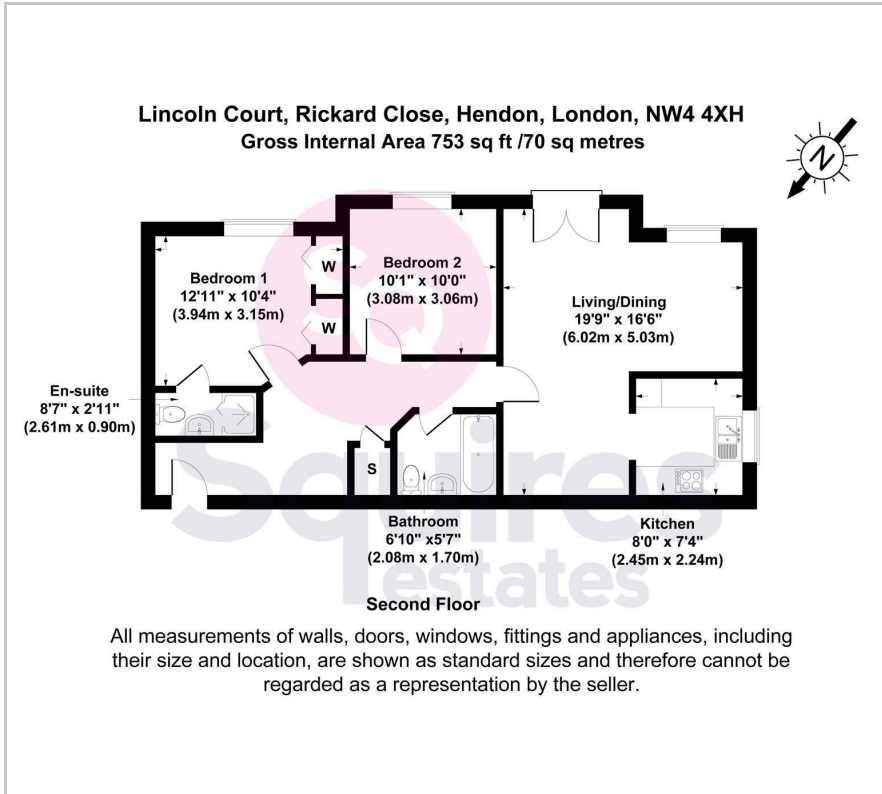 Lincoln Court, Rickard Close, Hendon, London, NW4 4XH
Gross Internal Area 753 sq ft /70 sq metres
N
Bedroom 1
12'11" x 10'4"
(3.94m x 3.15m)
W
W
Bedroom 2
10'1" x 10'0"
(3.08m x 3.06m)
Living/Dining
19'9" x 16'6"
(6.02m x 5.03m)
En-suite
8'7" x 2'11"
(2.61m x 0.90m)
S
Bathroom
6'10" x5'7"
(2.08m x 1.70m)
Kitchen
8'0" x 7'4"
(2.45m x 2.24m)
SQ
Squires
estates
Second Floor
All measurements of walls, doors, windows, fittings and appliances, including
their size and location, are shown as standard sizes and therefore cannot be
regarded as a representation by the seller.